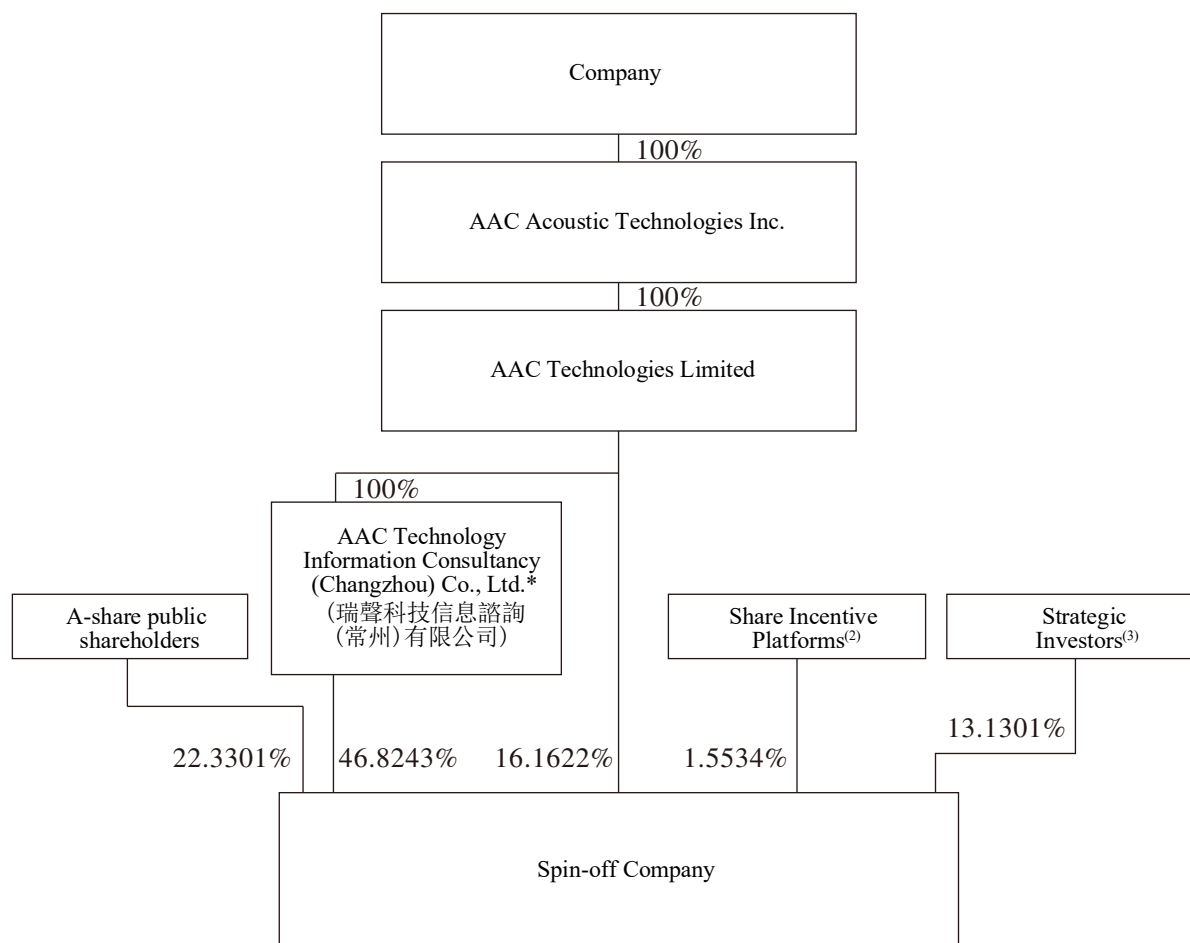 Company
100%
AAC Acoustic Technologies Inc.
100%
AAC Technologies Limited
100%
AAC Technology
Information Consultancy
(Changzhou) Co., Ltd.*
(瑞聲科技信息諮詢
(常州)有限公司)
A-share public
shareholders
Share Incentive
Platforms(2)
Strategic
Investors(3)
22.3301%
46.8243%
16.1622%
1.5534%
13.1301%
Spin-off Company